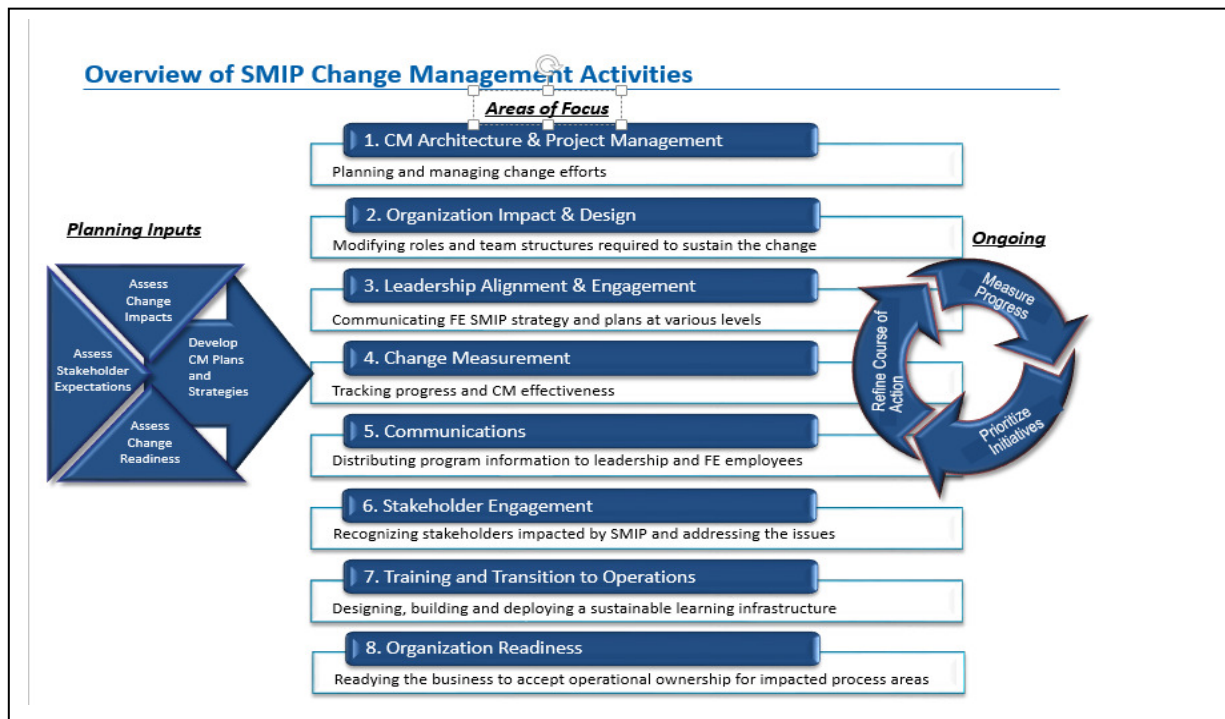 Overview of SMIP Change Management Activities
Areas of Focus
1. CM Architecture & Project Management
Planning and managing change efforts
2. Organization Impact & Design
Modifying roles and team structures required to sustain the change
3. Leadership Alignment & Engagement
Communicating FE SMIP strategy and plans at various levels
4. Change Measurement
Tracking progress and CM effectiveness
5. Communications
Distributing program information to leadership and FE employees
6. Stakeholder Engagement
Recognizing stakeholders impacted by SMIP and addressing the issues
7. Training and Transition to Operations
Designing, building and deploying a sustainable learning infrastructure
8. Organization Readiness
Readying the business to accept operational ownership for impacted process areas
Planning Inputs
Assess
Change
Impacts
Assess
Stakeholder
Expectations
Develop
CM Plans
and
Strategies
Assess
Change
Readiness
Ongoing
Measure
Progress
Prioritize
Initiatives
Refine Course of
Action